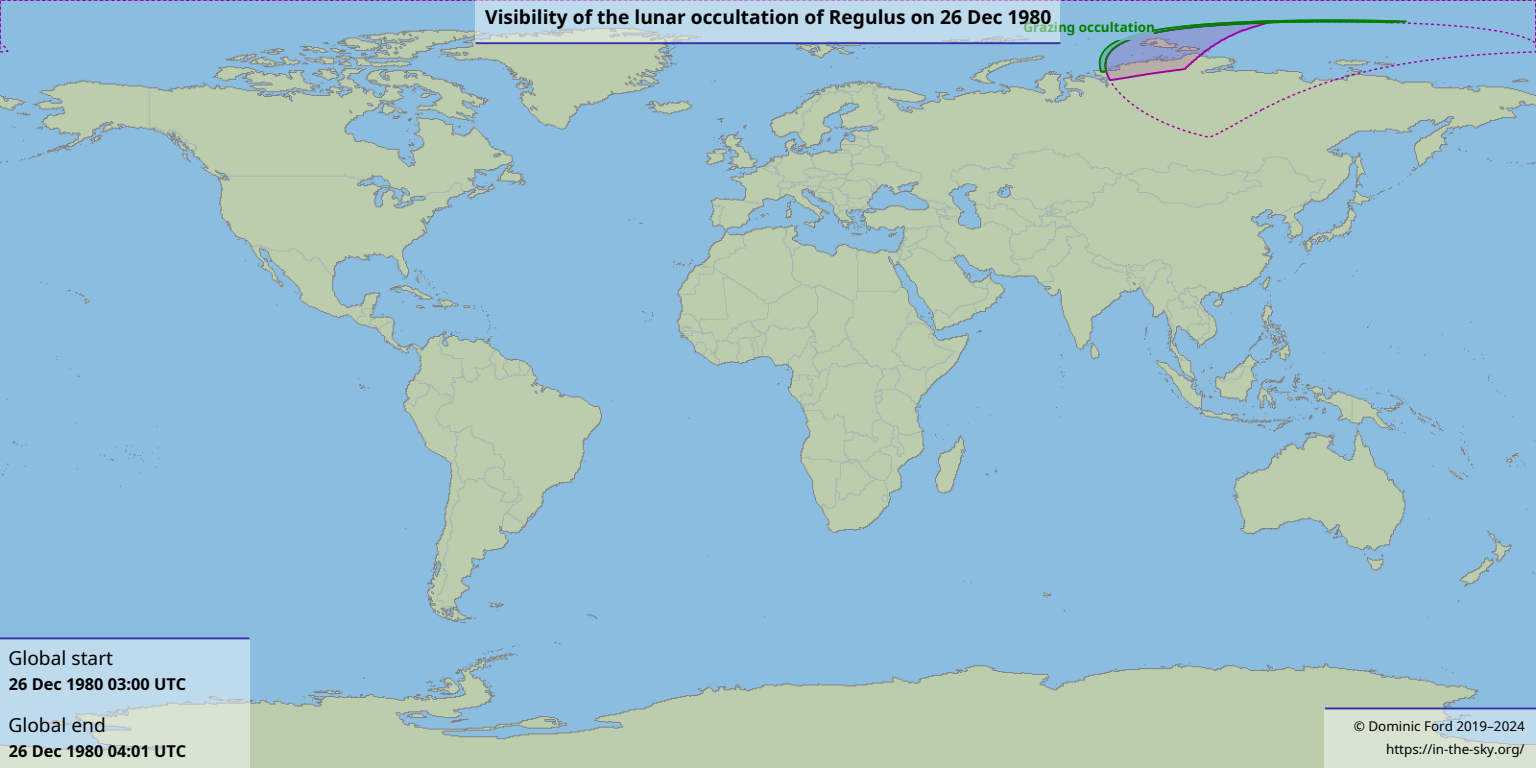 Visibility of the lunar occultation of Regulus on 26 Dec 1980
Grazing occultation
Global start
26 Dec 1980 03:00 UTC
Global end
26 Dec 1980 04:01 UTC
© Dominic Ford 2019–2024
https://in-the-sky.org/